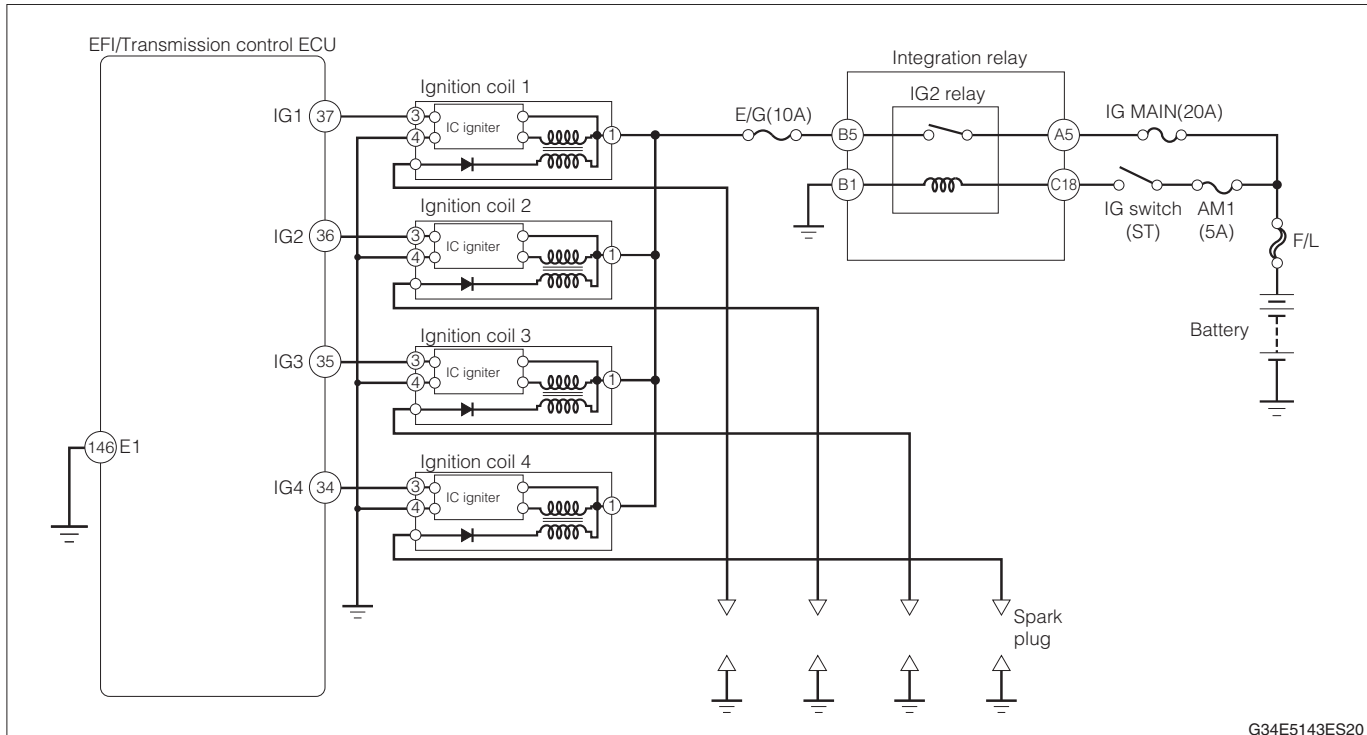 EFI/Transmission control ECU
IG1 37
IG2 36
IG3 35
IG4 34
146 E1
Ignition coil 1
3 IC igniter
4
1
Ignition coil 2
3 IC igniter
4
1
Ignition coil 3
3 IC igniter
4
1
Ignition coil 4
3 IC igniter
4
1
E/G(10A)
Integration relay
IG2 relay
B5
A5
B1
C18
IG MAIN(20A)
IG switch
(ST)
AM1
(5A)
F/L
Battery
Spark
plug
G34E5143ES20